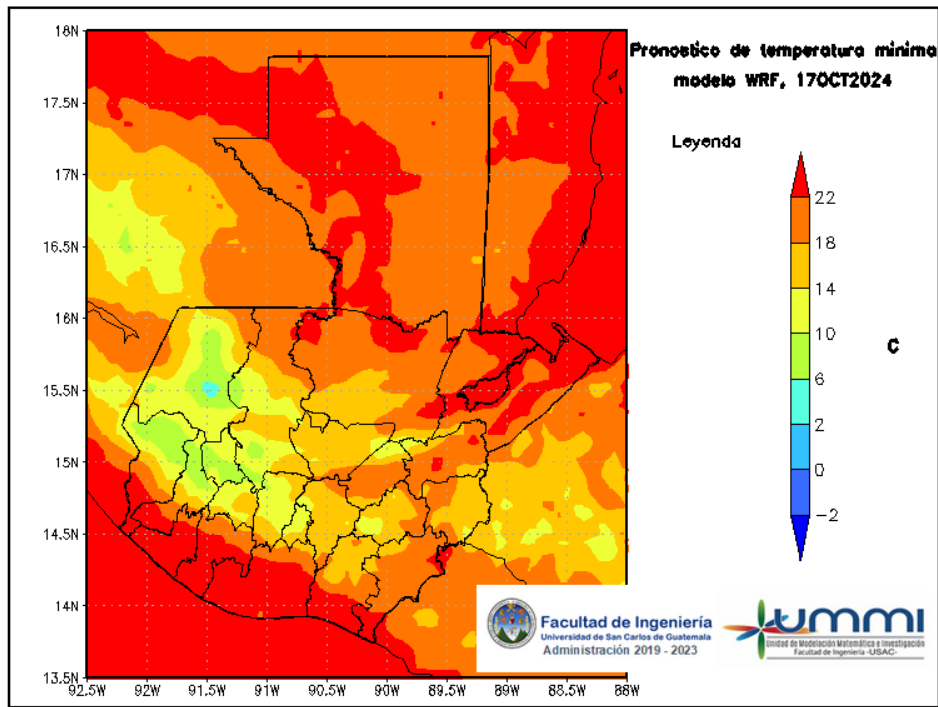 Pronostico de temperatura minima
modelo WRF, 17OCT2024
Leyenda
22
18
14
10
6
2
0
−2
C
18N
17.5N
17N
16.5N
16N
15.5N
15N
14.5N
14N
13.5N
92.5W 92W 91.5W 91W 90.5W 90W 89.5W 89W 88.5W 88W
Facultad de Ingeniería
Universidad de San Carlos de Guatemala
Administración 2019 - 2023
UMMI
Unidad de Modelación Matemática e Investigación
Facultad de Ingeniería -USAC-